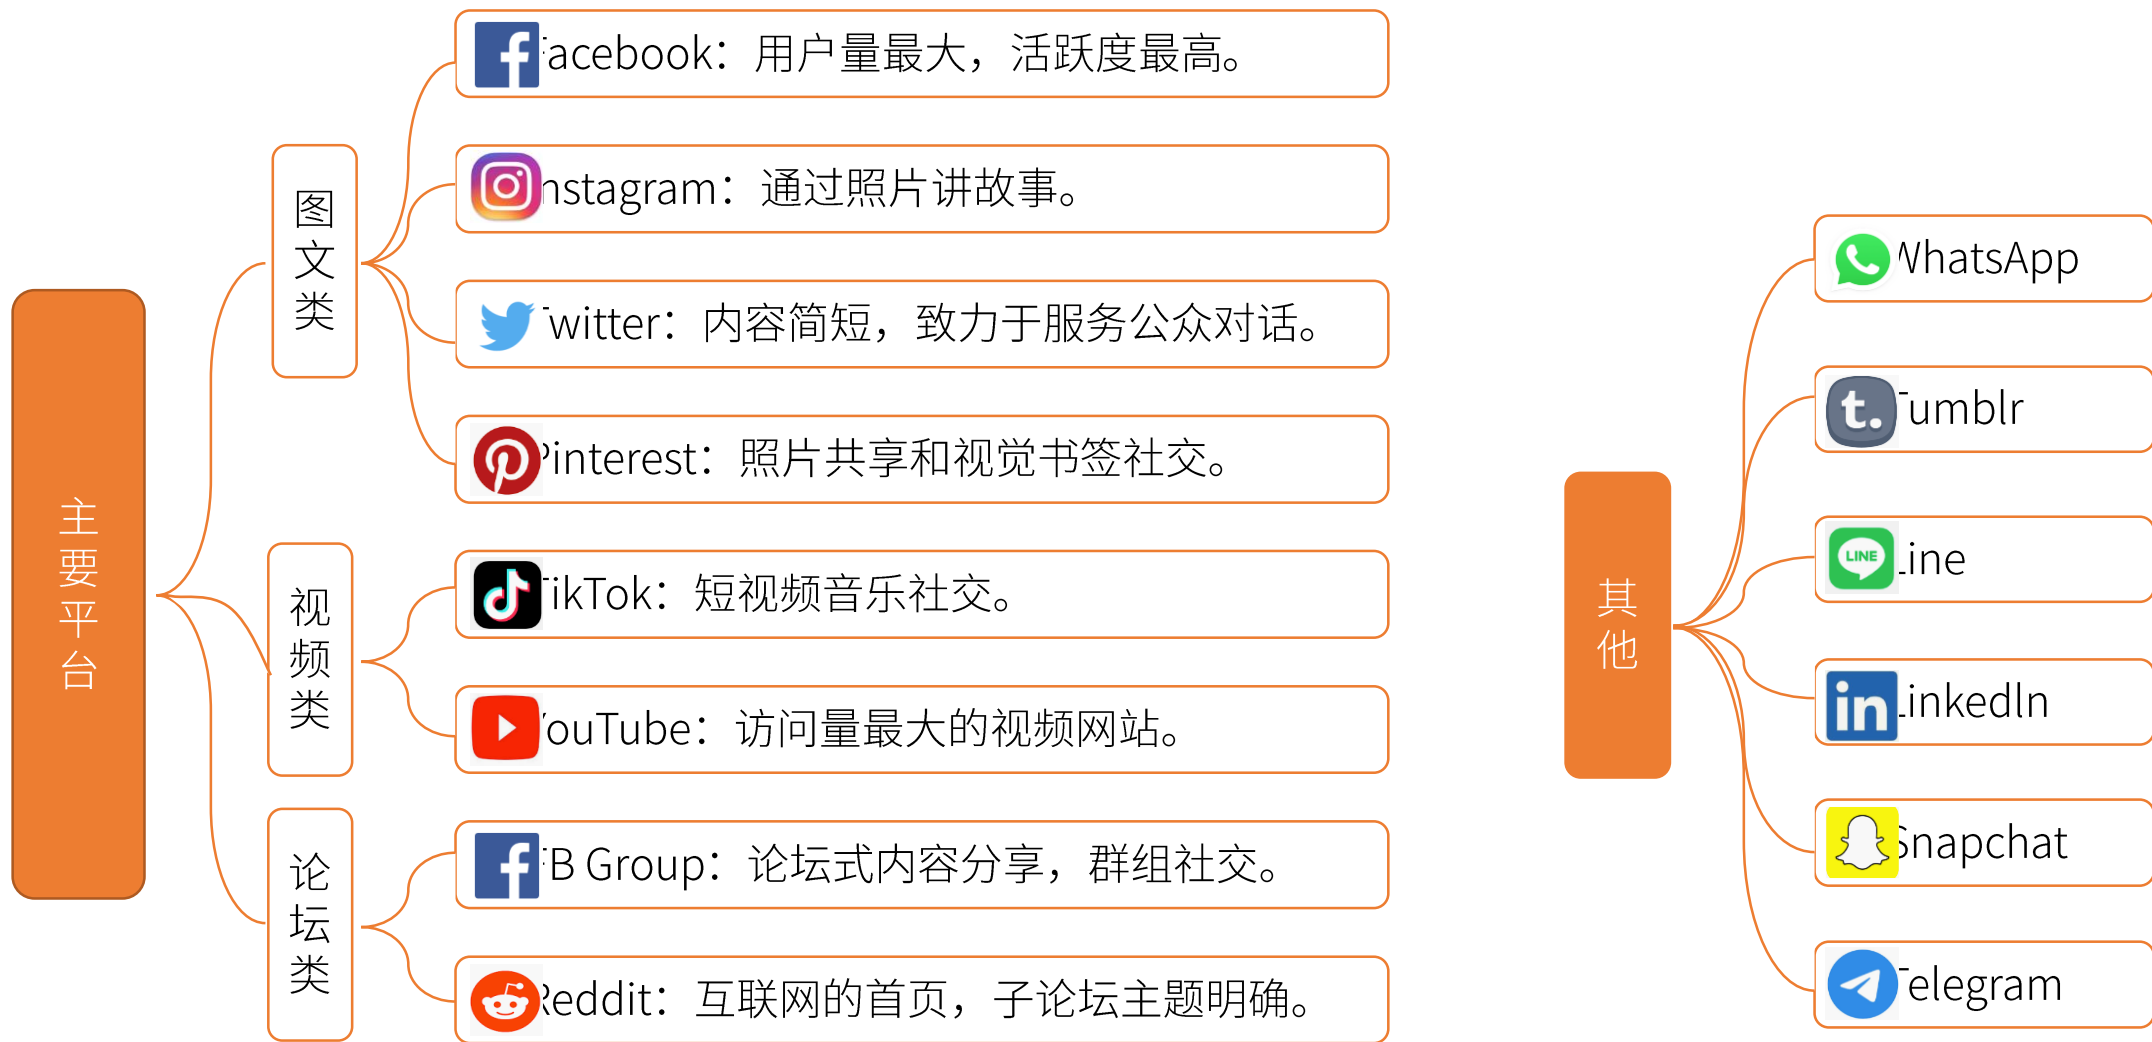 主要平台
图文类
Facebook：用户量最大，活跃度最高。
Instagram：通过照片讲故事。
Twitter：内容简短，致力于服务公众对话。
Pinterest：照片共享和视觉书签社交。
视频类
TikTok：短视频音乐社交。
YouTube：访问量最大的视频网站。
论坛类
FB Group：论坛式内容分享，群组社交。
Reddit：互联网的首页，子论坛主题明确。
其他
WhatsApp
Tumblr
LINE
Line
LinkedIn
Snapchat
Telegram